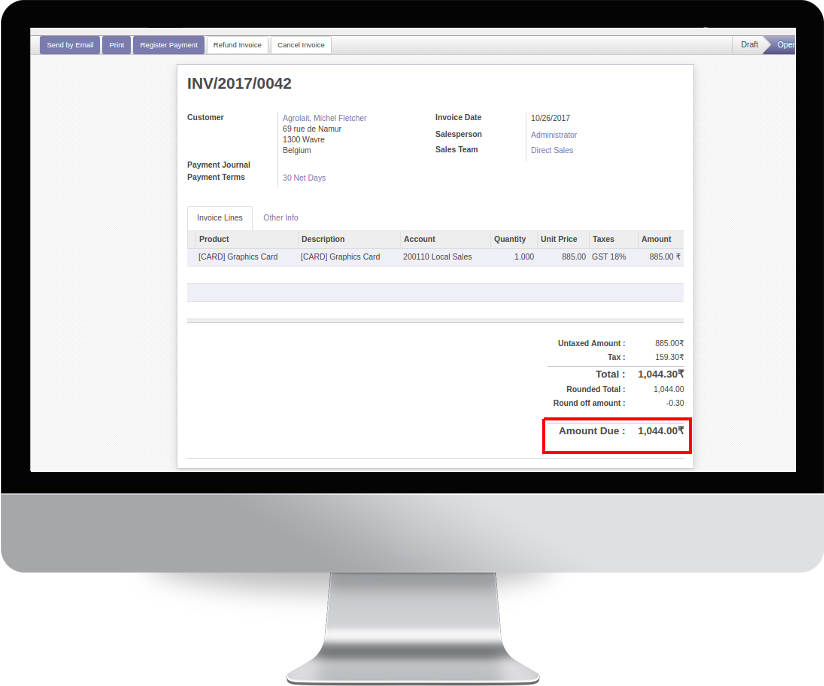 Send by Email Print Register Payment Refund Invoice Cancel Invoice Draft Open
INV/2017/0042
Customer Agrolait, Michel Fletcher Invoice Date 10/26/2017
69 rue de Namur
1300 Wavre Salesperson Administrator
Belgium Sales Team Direct Sales
Payment Journal
Payment Terms 30 Net Days
Invoice Lines Other Info
Product Description Account Quantity Unit Price Taxes Amount
[CARD] Graphics Card [CARD] Graphics Card 200110 Local Sales 1.000 885.00 GST 18% 885.00 ₹
Untaxed Amount : 885.00₹
Tax : 159.30₹
Total : 1,044.30₹
Rounded Total : 1,044.00
Round off amount : -0.30
Amount Due : 1,044.00₹